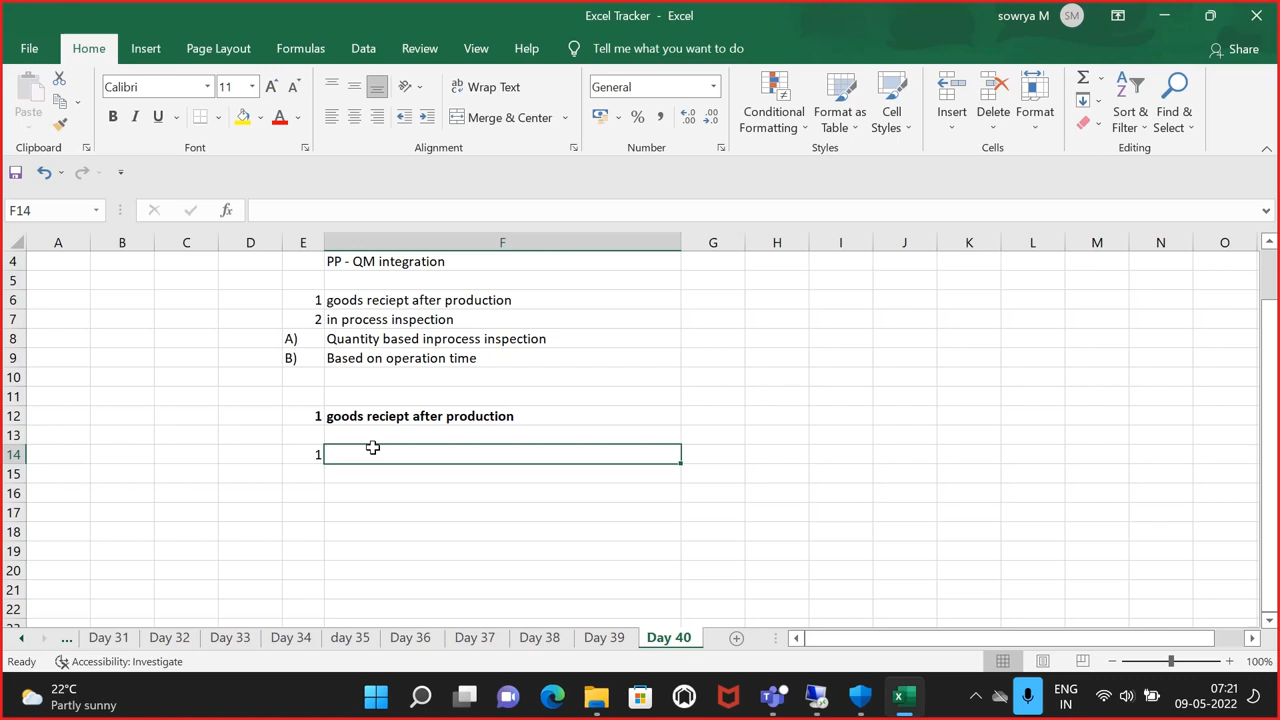 Excel Tracker - Excel
sowrya M SM
File Home Insert Page Layout Formulas Data Review View Help Tell me what you want to do Share
Paste
Calibri 11
B I U A
Wrap Text
Merge & Center
General
% ,
Conditional Formatting
Format as Table
Cell Styles
Insert Delete Format
Sort & Filter
Find & Select
Clipboard Font Alignment Number Styles Cells Editing
F14 fx
A B C D E F G H I J K L M N O
4 PP - QM integration
5
6 1 goods reciept after production
7 2 in process inspection
8 A) Quantity based inprocess inspection
9 B) Based on operation time
10
11
12 1 goods reciept after production
13
14 1
15
16
17
18
19
20
21
22
... Day 31 Day 32 Day 33 Day 34 day 35 Day 36 Day 37 Day 38 Day 39 Day 40
Ready Accessibility: Investigate 100%
22°C
Partly sunny
ENG
IN
07:21
09-05-2022